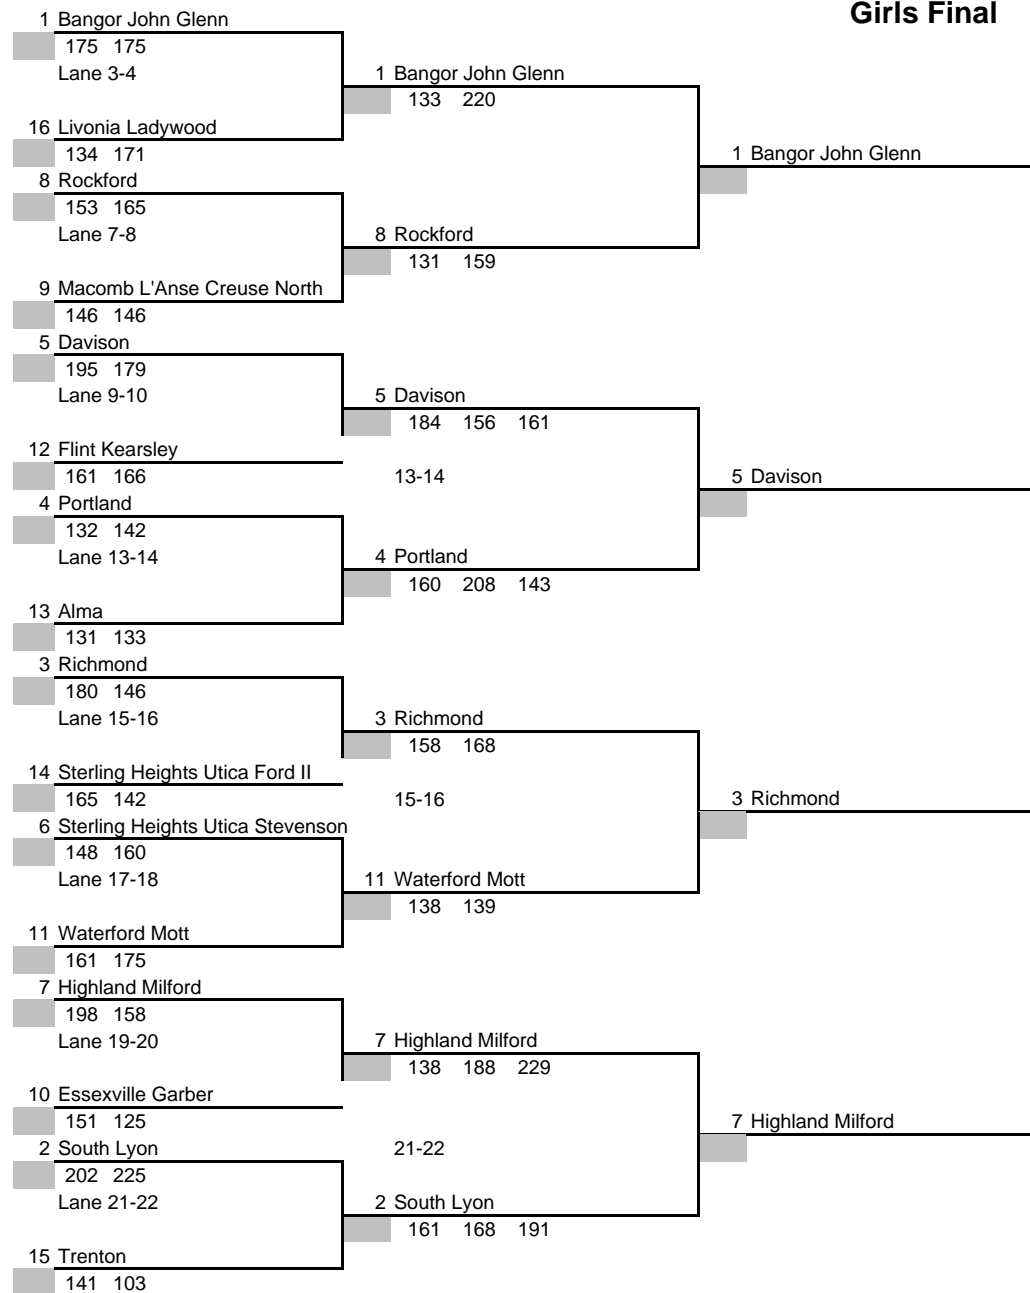 Girls Final
1 Bangor John Glenn
175 175
Lane 3-4
1 Bangor John Glenn
133 220
16 Livonia Ladywood
134 171
1 Bangor John Glenn
8 Rockford
153 165
Lane 7-8
8 Rockford
131 159
9 Macomb L'Anse Creuse North
146 146
5 Davison
195 179
Lane 9-10
5 Davison
184 156 161
12 Flint Kearsley
161 166
13-14
5 Davison
4 Portland
132 142
Lane 13-14
4 Portland
160 208 143
13 Alma
131 133
3 Richmond
180 146
Lane 15-16
3 Richmond
158 168
14 Sterling Heights Utica Ford II
165 142
15-16
3 Richmond
6 Sterling Heights Utica Stevenson
148 160
Lane 17-18
11 Waterford Mott
138 139
11 Waterford Mott
161 175
7 Highland Milford
198 158
Lane 19-20
7 Highland Milford
138 188 229
10 Essexville Garber
151 125
7 Highland Milford
2 South Lyon
21-22
202 225
Lane 21-22
2 South Lyon
161 168 191
15 Trenton
141 103